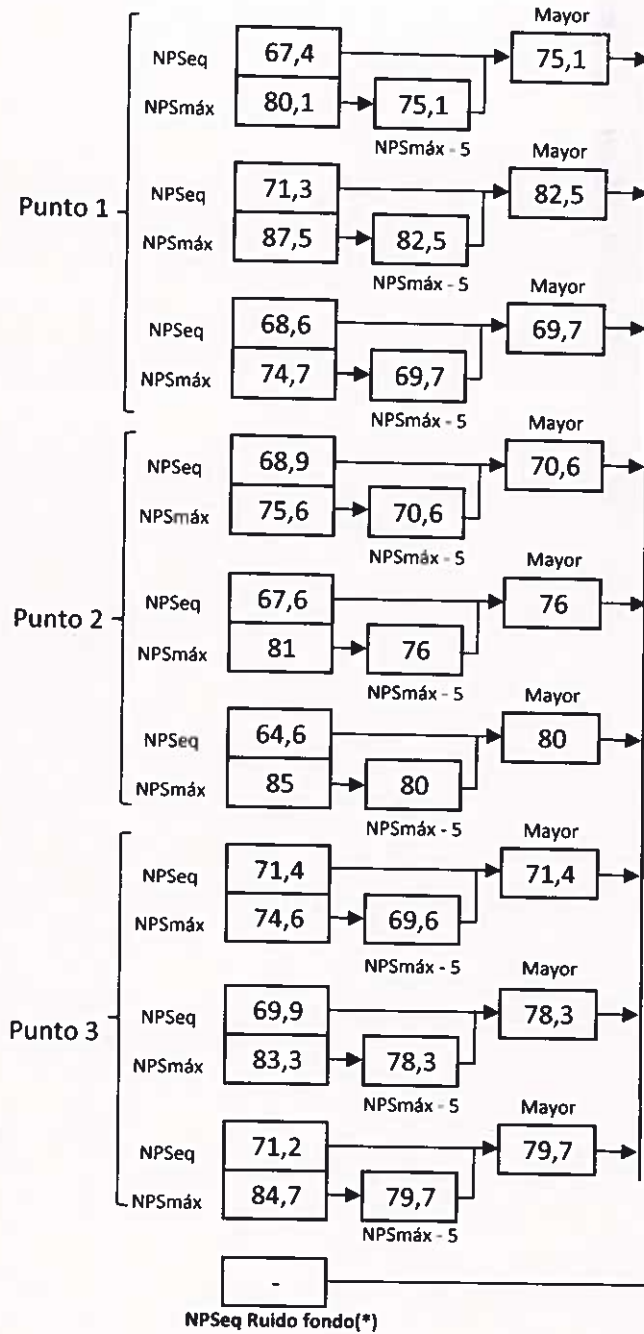 Mayor
NPSeq 67,4 75,1
NPSmáx 80,1 75,1
NPSmáx - 5
Mayor
Punto 1
NPSeq 71,3 82,5
NPSmáx 87,5 82,5
NPSmáx - 5
Mayor
NPSeq 68,6 69,7
NPSmáx 74,7 69,7
NPSmáx - 5
Mayor
NPSeq 68,9 70,6
NPSmáx 75,6 70,6
NPSmáx - 5
Mayor
Punto 2
NPSeq 67,6 76
NPSmáx 81 76
NPSmáx - 5
Mayor
NPSeq 64,6 80
NPSmáx 85 80
NPSmáx - 5
Mayor
NPSeq 71,4 71,4
NPSmáx 74,6 69,6
NPSmáx - 5
Mayor
Punto 3
NPSeq 69,9 78,3
NPSmáx 83,3 78,3
NPSmáx - 5
Mayor
NPSeq 71,2 79,7
NPSmáx 84,7 79,7
NPSmáx - 5
-
NPSeq Ruido fondo(*)